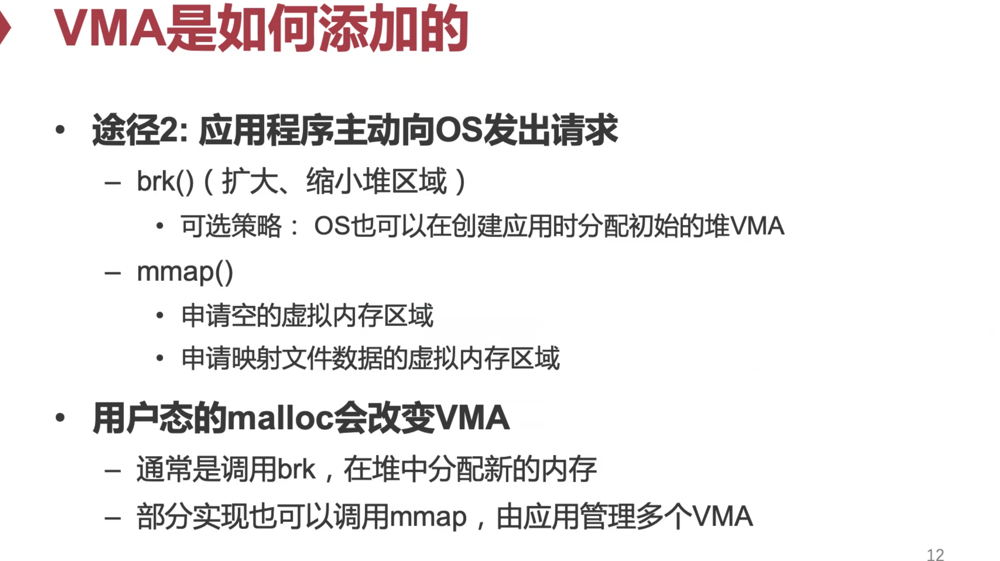 VMA是如何添加的
• 途径2: 应用程序主动向OS发出请求
– brk()（扩大、缩小堆区域）
• 可选策略： OS也可以在创建应用时分配初始的堆VMA
– mmap()
• 申请空的虚拟内存区域
• 申请映射文件数据的虚拟内存区域
• 用户态的malloc会改变VMA
– 通常是调用brk，在堆中分配新的内存
– 部分实现也可以调用mmap，由应用管理多个VMA
12